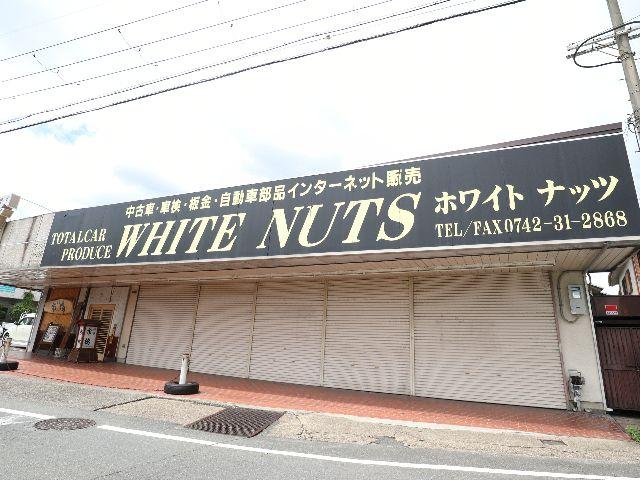 中古車・車検・板金・自動車部品インターネット販売
TOTALCAR
PRODUCE
WHITE NUTS
ホワイト ナッツ
TEL/FAX0742-31-2868